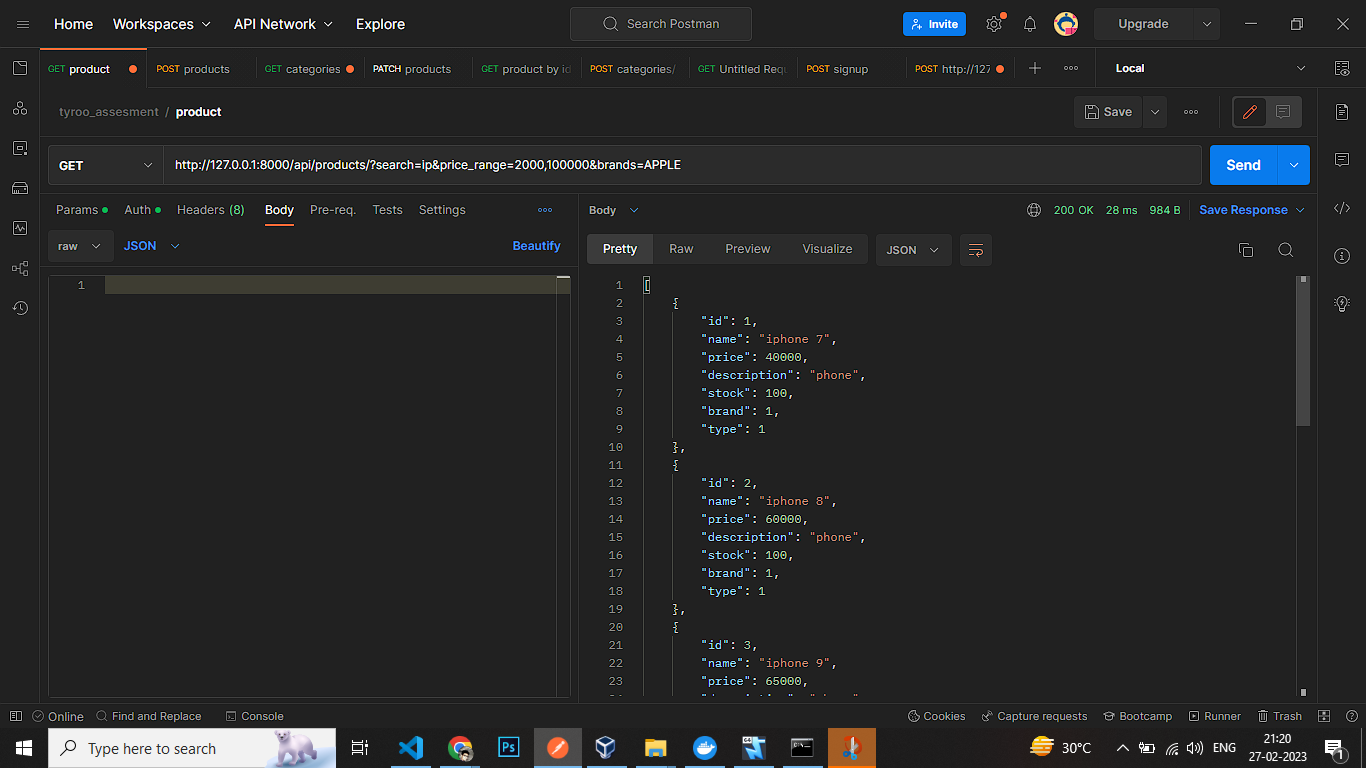 Home Workspaces API Network Explore Search Postman Invite Upgrade
GET product POST products GET categories PATCH products GET product by id POST categories/ GET Untitled Requ POST signup POST http://127 Local
tyroo_assesment / product Save
GET http://127.0.0.1:8000/api/products/?search=ip&price_range=2000,100000&brands=APPLE Send
Params Auth Headers (8) Body Pre-req. Tests Settings
raw JSON Beautify
1
Body 200 OK 28 ms 984 B Save Response
Pretty Raw Preview Visualize JSON
1 [
2 {
3 "id": 1,
4 "name": "iphone 7",
5 "price": 40000,
6 "description": "phone",
7 "stock": 100,
8 "brand": 1,
9 "type": 1
10 },
11 {
12 "id": 2,
13 "name": "iphone 8",
14 "price": 60000,
15 "description": "phone",
16 "stock": 100,
17 "brand": 1,
18 "type": 1
19 },
20 {
21 "id": 3,
22 "name": "iphone 9",
23 "price": 65000,
Online Find and Replace Console Cookies Capture requests Bootcamp Runner Trash
Type here to search Ps 30°C ENG 21:20
27-02-2023 1